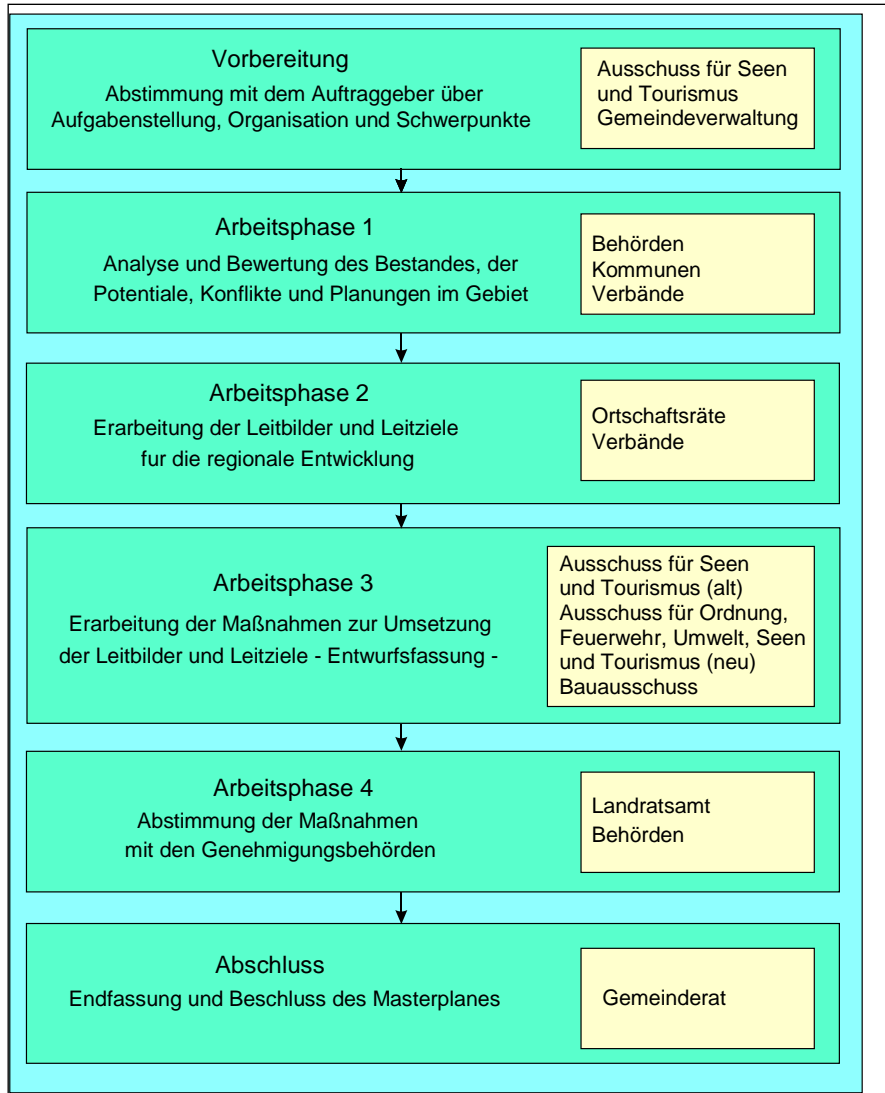 Vorbereitung
Abstimmung mit dem Auftraggeber über
Aufgabenstellung, Organisation und Schwerpunkte
Ausschuss für Seen
und Tourismus
Gemeindeverwaltung
Arbeitsphase 1
Analyse und Bewertung des Bestandes, der
Potentiale, Konflikte und Planungen im Gebiet
Behörden
Kommunen
Verbände
Arbeitsphase 2
Erarbeitung der Leitbilder und Leitziele
fur die regionale Entwicklung
Ortschaftsräte
Verbände
Arbeitsphase 3
Erarbeitung der Maßnahmen zur Umsetzung
der Leitbilder und Leitziele - Entwurfsfassung -
Ausschuss für Seen
und Tourismus (alt)
Ausschuss für Ordnung,
Feuerwehr, Umwelt, Seen
und Tourismus (neu)
Bauausschuss
Arbeitsphase 4
Abstimmung der Maßnahmen
mit den Genehmigungsbehörden
Landratsamt
Behörden
Abschluss
Endfassung und Beschluss des Masterplanes
Gemeinderat